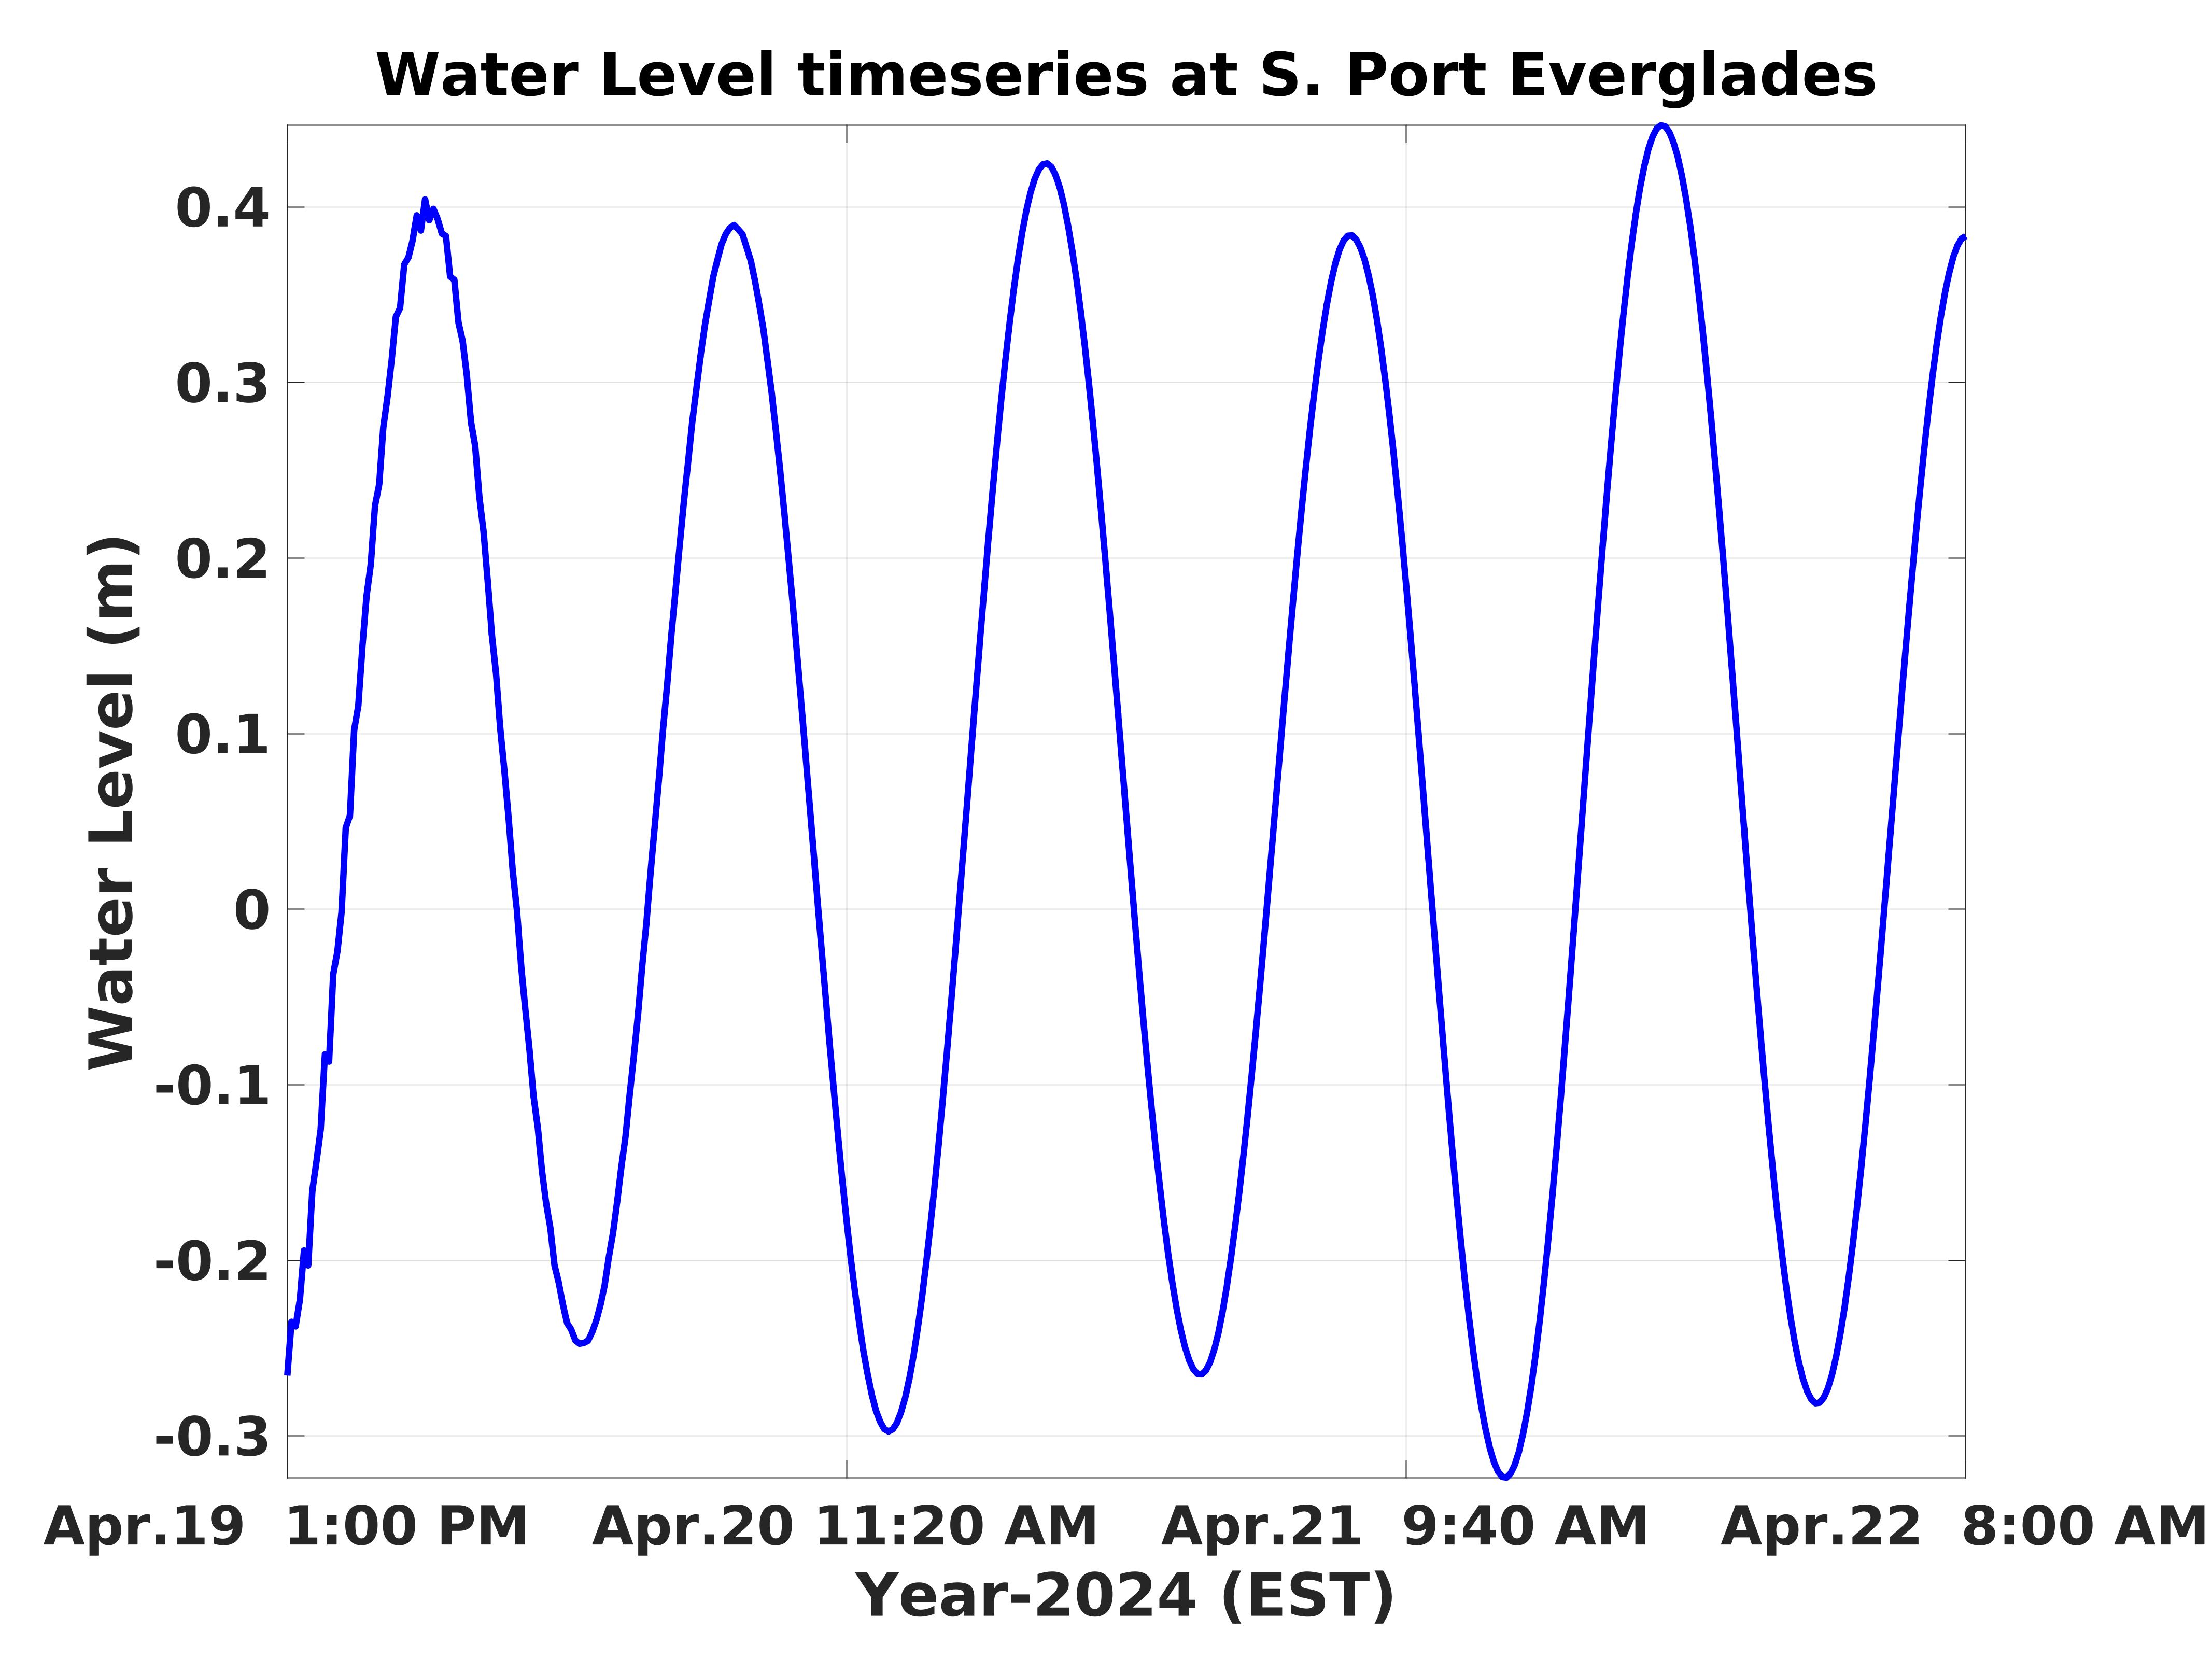 Water Level timeseries at S. Port Everglades
Water Level (m)
0.4
0.3
0.2
0.1
0
-0.1
-0.2
-0.3
Apr.19 1:00 PM Apr.20 11:20 AM Apr.21 9:40 AM Apr.22 8:00 AM
Year-2024 (EST)